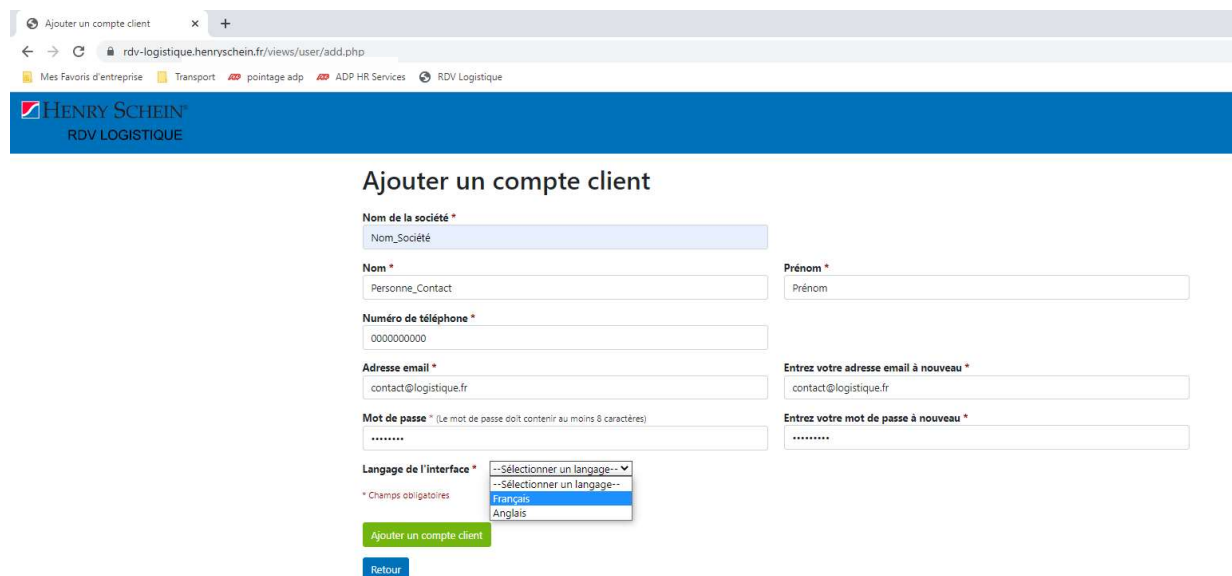 Ajouter un compte client
rdv-logistique.henryschein.fr/views/user/add.php
Mes Favoris d'entreprise Transport ADP pointage adp ADP ADP HR Services RDV Logistique
HENRY SCHEIN®
RDV LOGISTIQUE
Ajouter un compte client
Nom de la société *
Nom_Société
Nom * Prénom *
Personne_Contact Prénom
Numéro de téléphone *
0000000000
Adresse email * Entrez votre adresse email à nouveau *
contact@logistique.fr contact@logistique.fr
Mot de passe * (Le mot de passe doit contenir au moins 8 caractères) Entrez votre mot de passe à nouveau *
•••••••• •••••••••
Langage de l'interface * --Sélectionner un langage--
--Sélectionner un langage--
* Champs obligatoires Français
Anglais
Ajouter un compte client
Retour